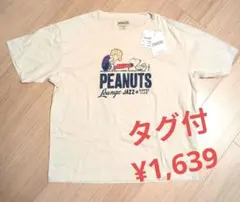 PEANUTS
Lounge JAZZ
タグ付
¥1,639